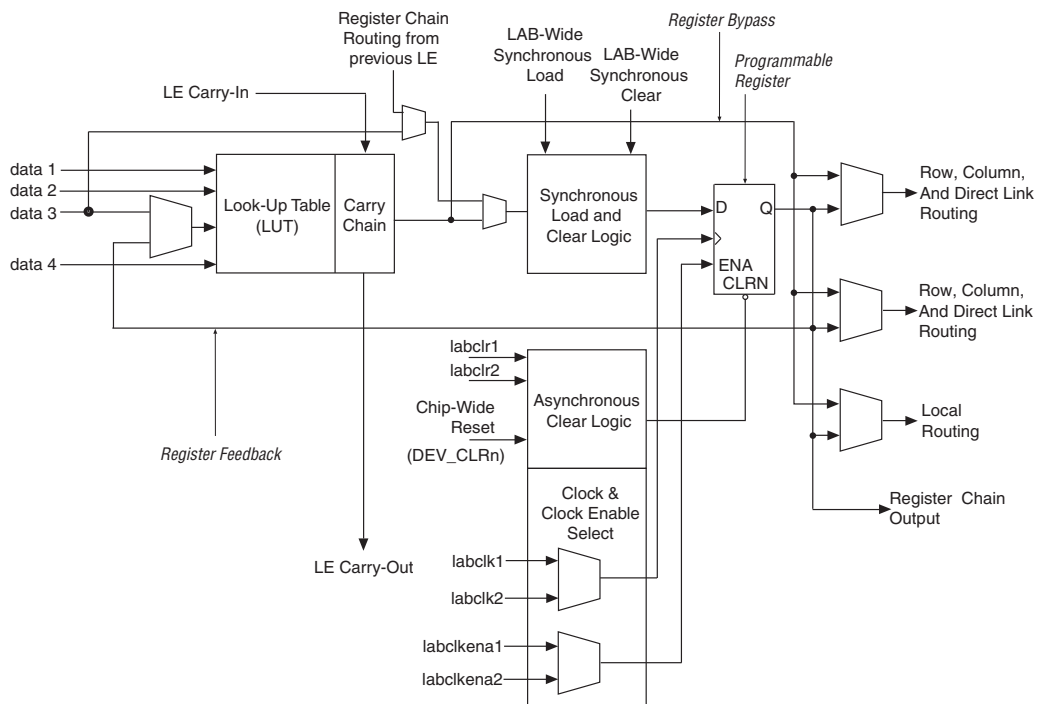 Register Chain
Routing from
previous LE
LAB-Wide
Synchronous
Load
LAB-Wide
Synchronous
Clear
Register Bypass
Programmable
Register
LE Carry-In
data 1
data 2
data 3
data 4
Look-Up Table
(LUT)
Carry
Chain
Synchronous
Load and
Clear Logic
D
Q
ENA
CLRN
Row, Column,
And Direct Link
Routing
Row, Column,
And Direct Link
Routing
Local
Routing
Register Chain
Output
Register Feedback
labclr1
labclr2
Chip-Wide
Reset
(DEV_CLRn)
Asynchronous
Clear Logic
Clock &
Clock Enable
Select
LE Carry-Out
labclk1
labclk2
labclkena1
labclkena2